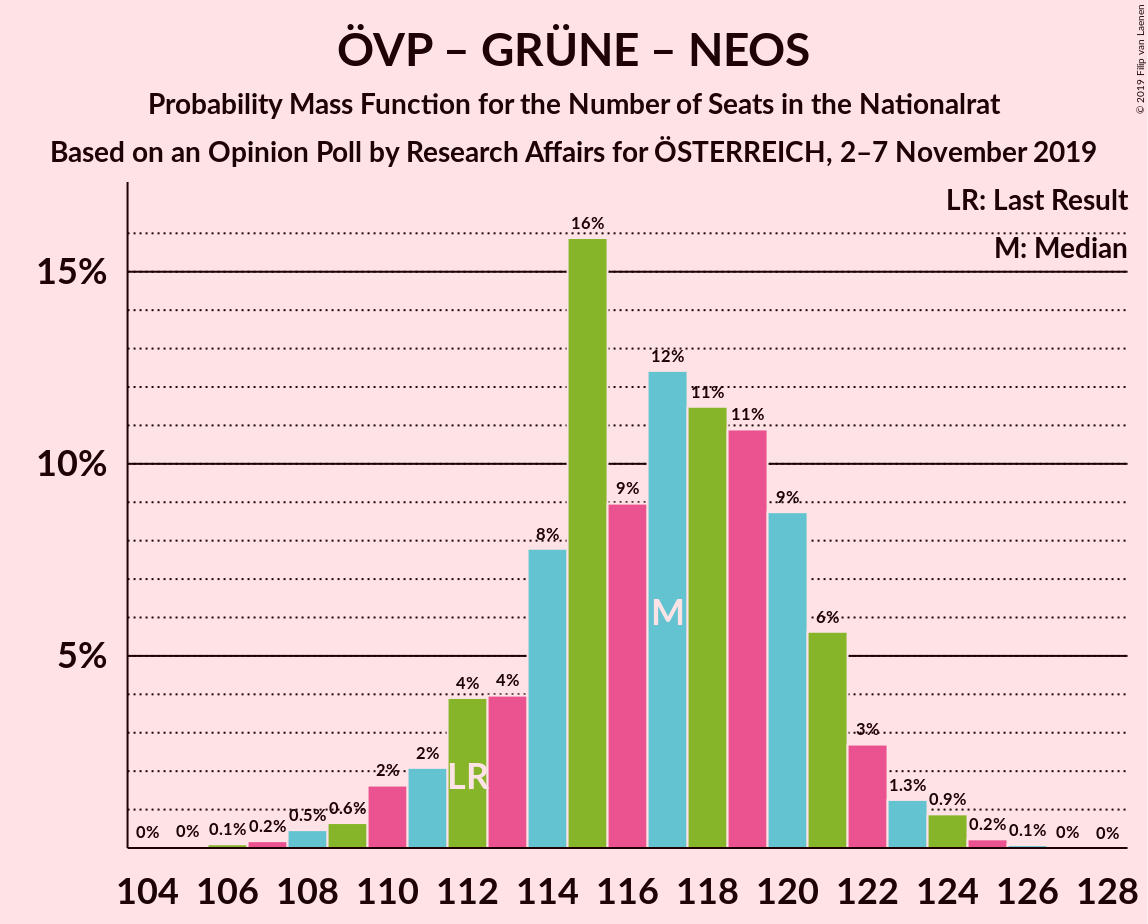 ÖVP – GRÜNE – NEOS
Probability Mass Function for the Number of Seats in the Nationalrat
Based on an Opinion Poll by Research Affairs for ÖSTERREICH, 2–7 November 2019
© 2019 Filip van Laenen
LR: Last Result
M: Median
15%
10%
5%
0% 0% 0.1% 0.2% 0.5% 0.6% 2% 2% 4% 4% 8% 16% 9% 12% 11% 11% 9% 6% 3% 1.3% 0.9% 0.2% 0.1% 0% 0%
LR M
104 106 108 110 112 114 116 118 120 122 124 126 128